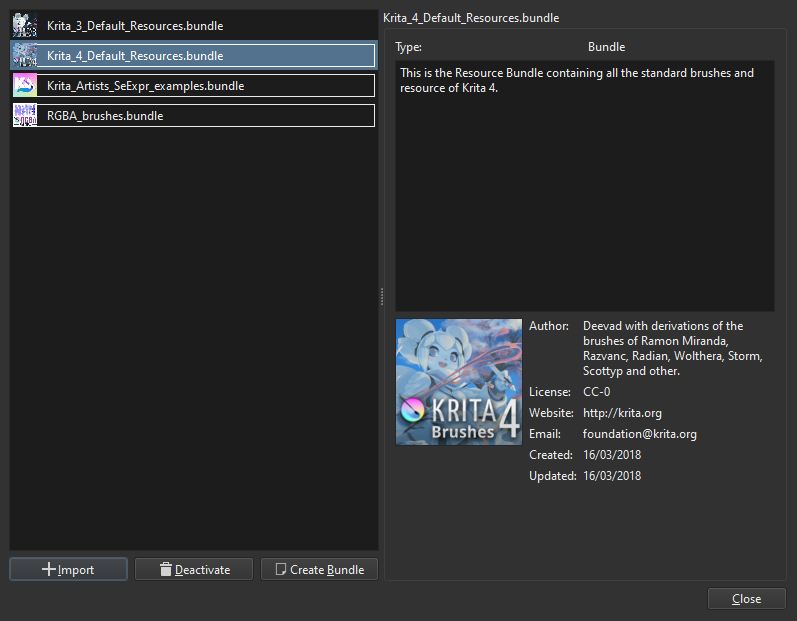 Krita_3_Default_Resources.bundle
Krita_4_Default_Resources.bundle
Krita_Artists_SeExpr_examples.bundle
RGBA_brushes.bundle
Import
Deactivate
Create Bundle
Krita_4_Default_Resources.bundle
Type: Bundle
This is the Resource Bundle containing all the standard brushes and
resource of Krita 4.
KRITA 4
Brushes
Author: Deevad with derivations of the
brushes of Ramon Miranda,
Razvanc, Radian, Wolthera, Storm,
Scottyp and other.
License: CC-0
Website: http://krita.org
Email: foundation@krita.org
Created: 16/03/2018
Updated: 16/03/2018
Close